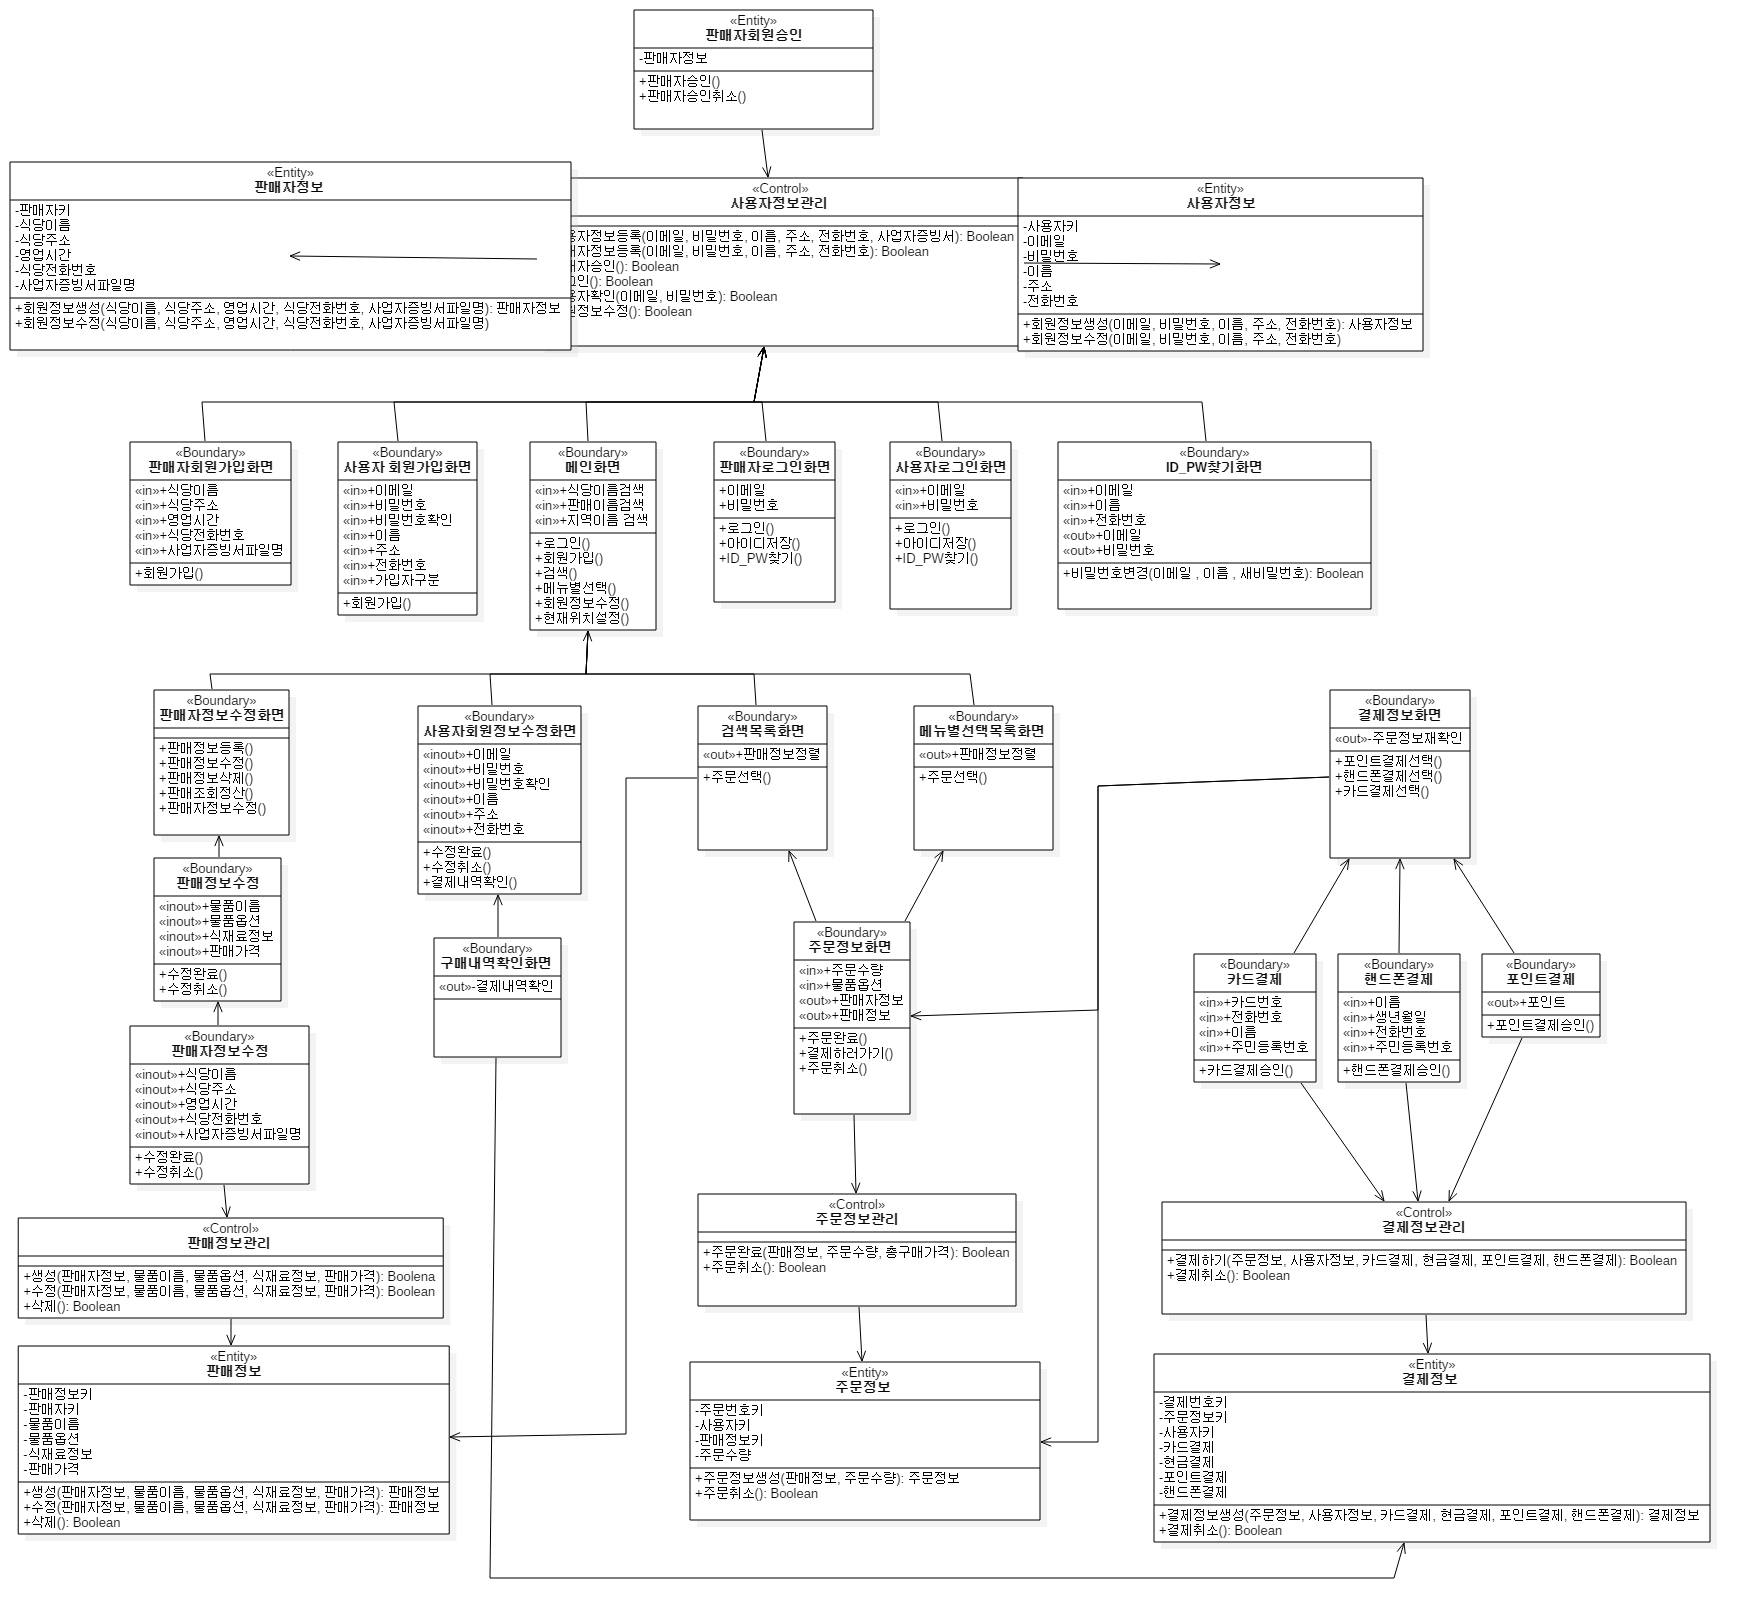 «Entity»
판매자회원승인
-판매자정보
+판매자승인()
+판매자승인취소()
«Entity»
판매자정보
-판매자키
-식당이름
-식당주소
-영업시간
-식당전화번호
-사업자증빙서파일명
+회원정보생성(식당이름, 식당주소, 영업시간, 식당전화번호, 사업자증빙서파일명): 판매자정보
+회원정보수정(식당이름, 식당주소, 영업시간, 식당전화번호, 사업자증빙서파일명)
«Control»
사용자정보관리
용자정보등록(이메일, 비밀번호, 이름, 주소, 전화번호, 사업자증빙서): Boolean
매자정보등록(이메일, 비밀번호, 이름, 주소, 전화번호): Boolean
매자승인(): Boolean
그인(): Boolean
용자확인(이메일, 비밀번호): Boolean
원정보수정(): Boolean
«Entity»
사용자정보
-사용자키
-이메일
-비밀번호
-이름
-주소
-전화번호
+회원정보생성(이메일, 비밀번호, 이름, 주소, 전화번호): 사용자정보
+회원정보수정(이메일, 비밀번호, 이름, 주소, 전화번호)
«Boundary»
판매자회원가입화면
«in»+식당이름
«in»+식당주소
«in»+영업시간
«in»+식당전화번호
«in»+사업자증빙서파일명
+회원가입()
«Boundary»
사용자 회원가입화면
«in»+이메일
«in»+비밀번호
«in»+비밀번호확인
«in»+이름
«in»+주소
«in»+전화번호
«in»+가입자구분
+회원가입()
«Boundary»
메인화면
«in»+식당이름검색
«in»+판매이름검색
«in»+지역이름 검색
+로그인()
+회원가입()
+검색()
+메뉴별선택()
+회원정보수정()
+현재위치설정()
«Boundary»
판매자로그인화면
+이메일
+비밀번호
+로그인()
+아이디저장()
+ID_PW찾기()
«Boundary»
사용자로그인화면
«in»+이메일
«in»+비밀번호
+로그인()
+아이디저장()
+ID_PW찾기()
«Boundary»
ID_PW찾기화면
«in»+이메일
«in»+이름
«in»+전화번호
«out»+이메일
«out»+비밀번호
+비밀번호변경(이메일 , 이름 , 새비밀번호): Boolean
«Boundary»
판매자정보수정화면
+판매정보등록()
+판매정보수정()
+판매정보삭제()
+판매조회정산()
+판매자정보수정()
«Boundary»
사용자회원정보수정화면
«inout»+이메일
«inout»+비밀번호
«inout»+비밀번호확인
«inout»+이름
«inout»+주소
«inout»+전화번호
+수정완료()
+수정취소()
+결제내역확인()
«Boundary»
검색목록화면
«out»+판매정보정렬
+주문선택()
«Boundary»
메뉴별선택목록화면
«out»+판매정보정렬
+주문선택()
«Boundary»
결제정보화면
«out»-주문정보재확인
+포인트결제선택()
+핸드폰결제선택()
+카드결제선택()
«Boundary»
판매정보수정
«inout»+물품이름
«inout»+물품옵션
«inout»+식재료정보
«inout»+판매가격
+수정완료()
+수정취소()
«Boundary»
구매내역확인화면
«out»-결제내역확인
«Boundary»
주문정보화면
«in»+주문수량
«in»+물품옵션
«out»+판매자정보
«out»+판매정보
+주문완료()
+결제하러가기()
+주문취소()
«Boundary»
카드결제
«in»+카드번호
«in»+전화번호
«in»+이름
«in»+주민등록번호
+카드결제승인()
«Boundary»
핸드폰결제
«in»+이름
«in»+생년월일
«in»+전화번호
«in»+주민등록번호
+핸드폰결제승인()
«Boundary»
포인트결제
«out»+포인트
+포인트결제승인()
«Boundary»
판매자정보수정
«inout»+식당이름
«inout»+식당주소
«inout»+영업시간
«inout»+식당전화번호
«inout»+사업자증빙서파일명
+수정완료()
+수정취소()
«Control»
판매정보관리
+생성(판매자정보, 물품이름, 물품옵션, 식재료정보, 판매가격): Boolena
+수정(판매자정보, 물품이름, 물품옵션, 식재료정보, 판매가격): Boolean
+삭제(): Boolean
«Control»
주문정보관리
+주문완료(판매정보, 주문수량, 총구매가격): Boolean
+주문취소(): Boolean
«Control»
결제정보관리
+결제하기(주문정보, 사용자정보, 카드결제, 현금결제, 포인트결제, 핸드폰결제): Boolean
+결제취소(): Boolean
«Entity»
판매정보
-판매정보키
-판매자키
-물품이름
-물품옵션
-식재료정보
-판매가격
+생성(판매자정보, 물품이름, 물품옵션, 식재료정보, 판매가격): 판매정보
+수정(판매자정보, 물품이름, 물품옵션, 식재료정보, 판매가격): 판매정보
+삭제(): Boolean
«Entity»
주문정보
-주문번호키
-사용자키
-판매정보키
-주문수량
+주문정보생성(판매정보, 주문수량): 주문정보
+주문취소(): Boolean
«Entity»
결제정보
-결제번호키
-주문정보키
-사용자키
-카드결제
-현금결제
-포인트결제
-핸드폰결제
+결제정보생성(주문정보, 사용자정보, 카드결제, 현금결제, 포인트결제, 핸드폰결제): 결제정보
+결제취소(): Boolean